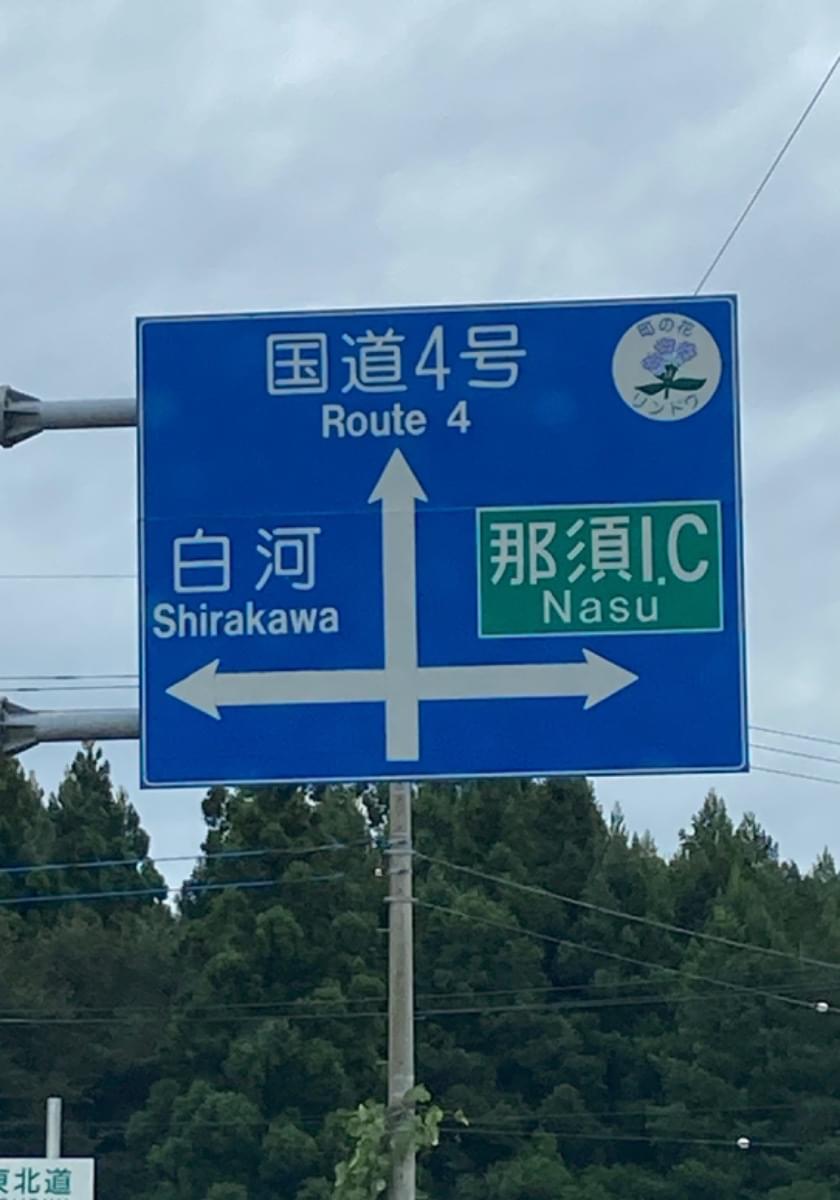 国道4号
Route 4
町の花
リンドウ
白河
Shirakawa
那須I.C
Nasu
東北道